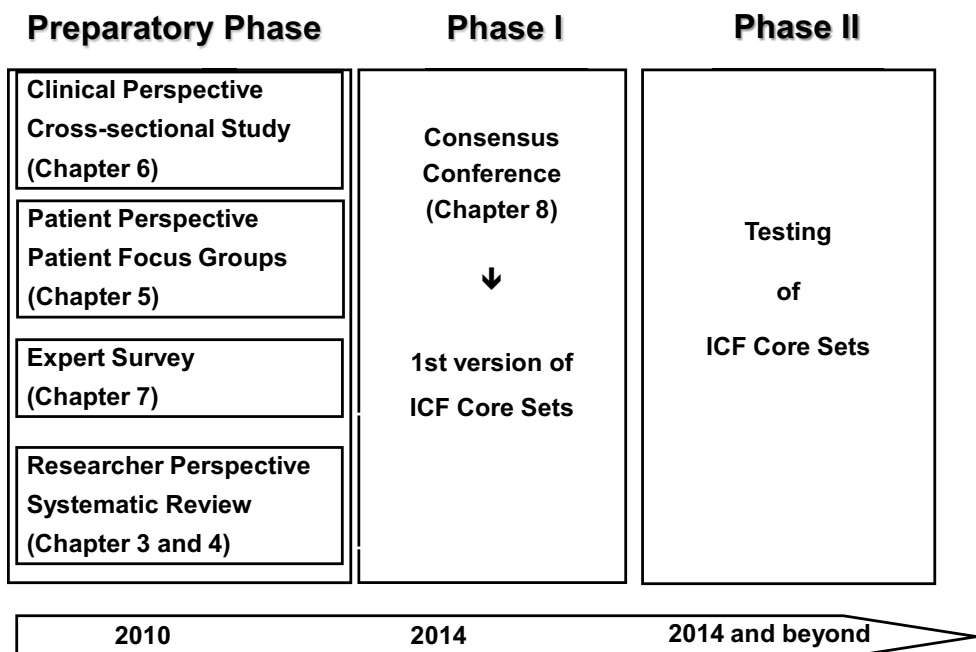 Preparatory Phase
Clinical Perspective
Cross-sectional Study
(Chapter 6)
Patient Perspective
Patient Focus Groups
(Chapter 5)
Expert Survey
(Chapter 7)
Researcher Perspective
Systematic Review
(Chapter 3 and 4)
Phase I
Consensus
Conference
(Chapter 8)
1st version of
ICF Core Sets
Phase II
Testing
of
ICF Core Sets
2010
2014
2014 and beyond